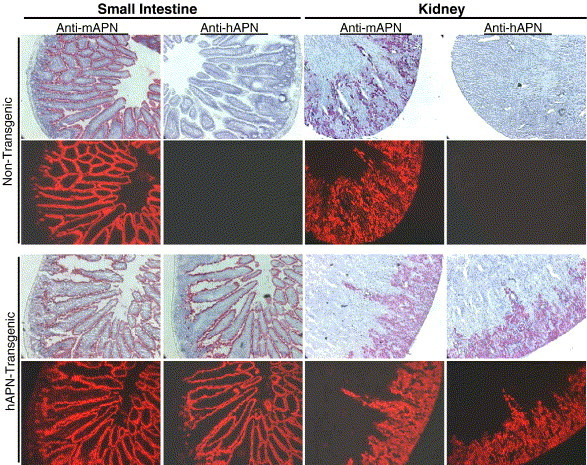 Small Intestine Kidney
Anti-mAPN Anti-hAPN Anti-mAPN Anti-hAPN
Non-Transgenic
hAPN-Transgenic